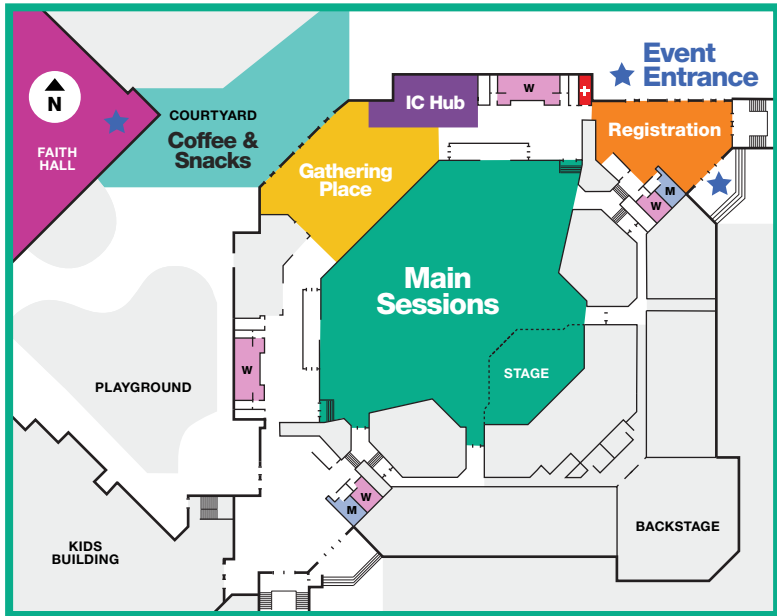 Event
Entrance
N
W
IC Hub
Registration
COURTYARD
Coffee &
Snacks
FAITH
HALL
Gathering
Place
M
W
Main
Sessions
STAGE
W
PLAYGROUND
W
M
BACKSTAGE
KIDS
BUILDING